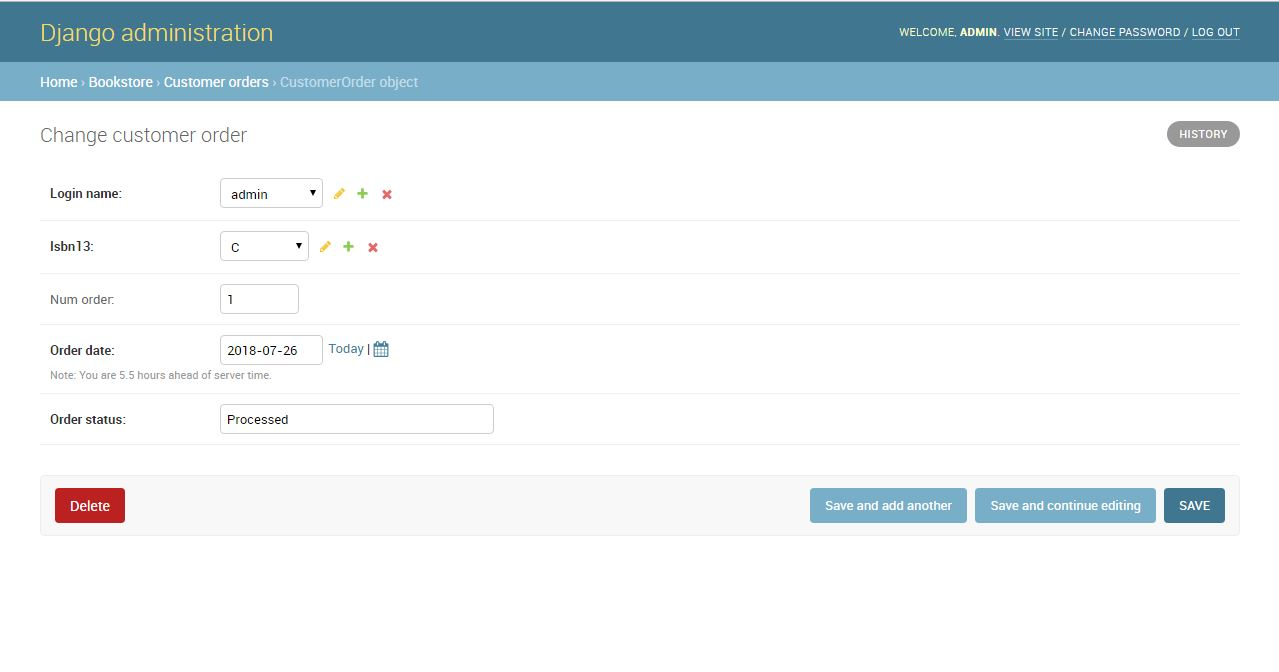 Django administration
WELCOME, ADMIN. VIEW SITE / CHANGE PASSWORD / LOG OUT
Home › Bookstore › Customer orders › CustomerOrder object
Change customer order
HISTORY
Login name: admin
Isbn13: C
Num order: 1
Order date: 2018-07-26 Today |
Note: You are 5.5 hours ahead of server time.
Order status: Processed
Delete Save and add another Save and continue editing SAVE